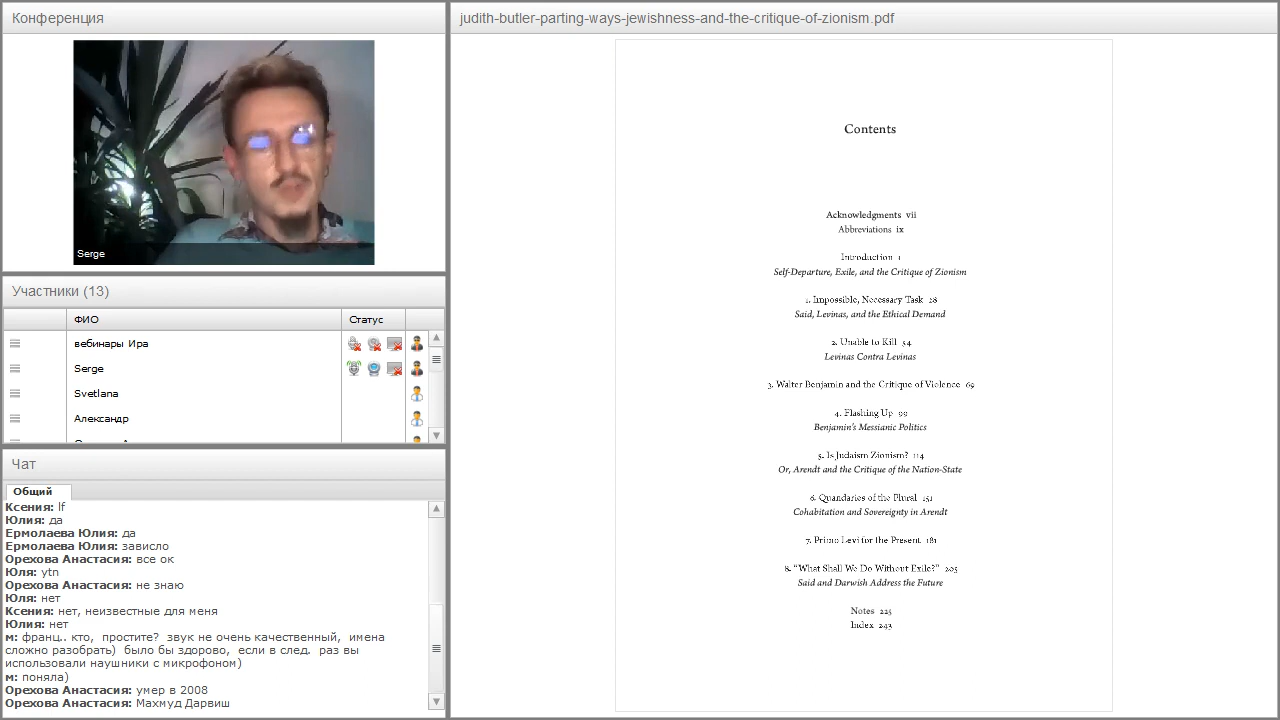 Конференция
Serge
Участники (13)
ФИО
Статус
вебинары Ира
Serge
Svetlana
Александр
Чат
Общий
Ксения: lf
Юлия: да
Ермолаева Юлия: да
Ермолаева Юлия: зависло
Орехова Анастасия: все ок
Юля: ytn
Орехова Анастасия: не знаю
Юля: нет
Ксения: нет, неизвестные для меня
Юлия: нет
м: франц.. кто, простите? звук не очень качественный, имена
сложно разобрать) было бы здорово, если в след. раз вы
использовали наушники с микрофоном)
м: поняла)
Орехова Анастасия: умер в 2008
Орехова Анастасия: Махмуд Дарвиш
judith-butler-parting-ways-jewishness-and-the-critique-of-zionism.pdf
Contents
Acknowledgments vii
Abbreviations ix
Introduction 1
Self-Departure, Exile, and the Critique of Zionism
1. Impossible, Necessary Task 28
Said, Levinas, and the Ethical Demand
2. Unable to Kill 54
Levinas Contra Levinas
3. Walter Benjamin and the Critique of Violence 69
4. Flashing Up 99
Benjamin's Messianic Politics
5. Is Judaism Zionism? 114
Or, Arendt and the Critique of the Nation-State
6. Quandaries of the Plural 151
Cohabitation and Sovereignty in Arendt
7. Primo Levi for the Present 181
8. “What Shall We Do Without Exile?” 205
Said and Darwish Address the Future
Notes 225
Index 243